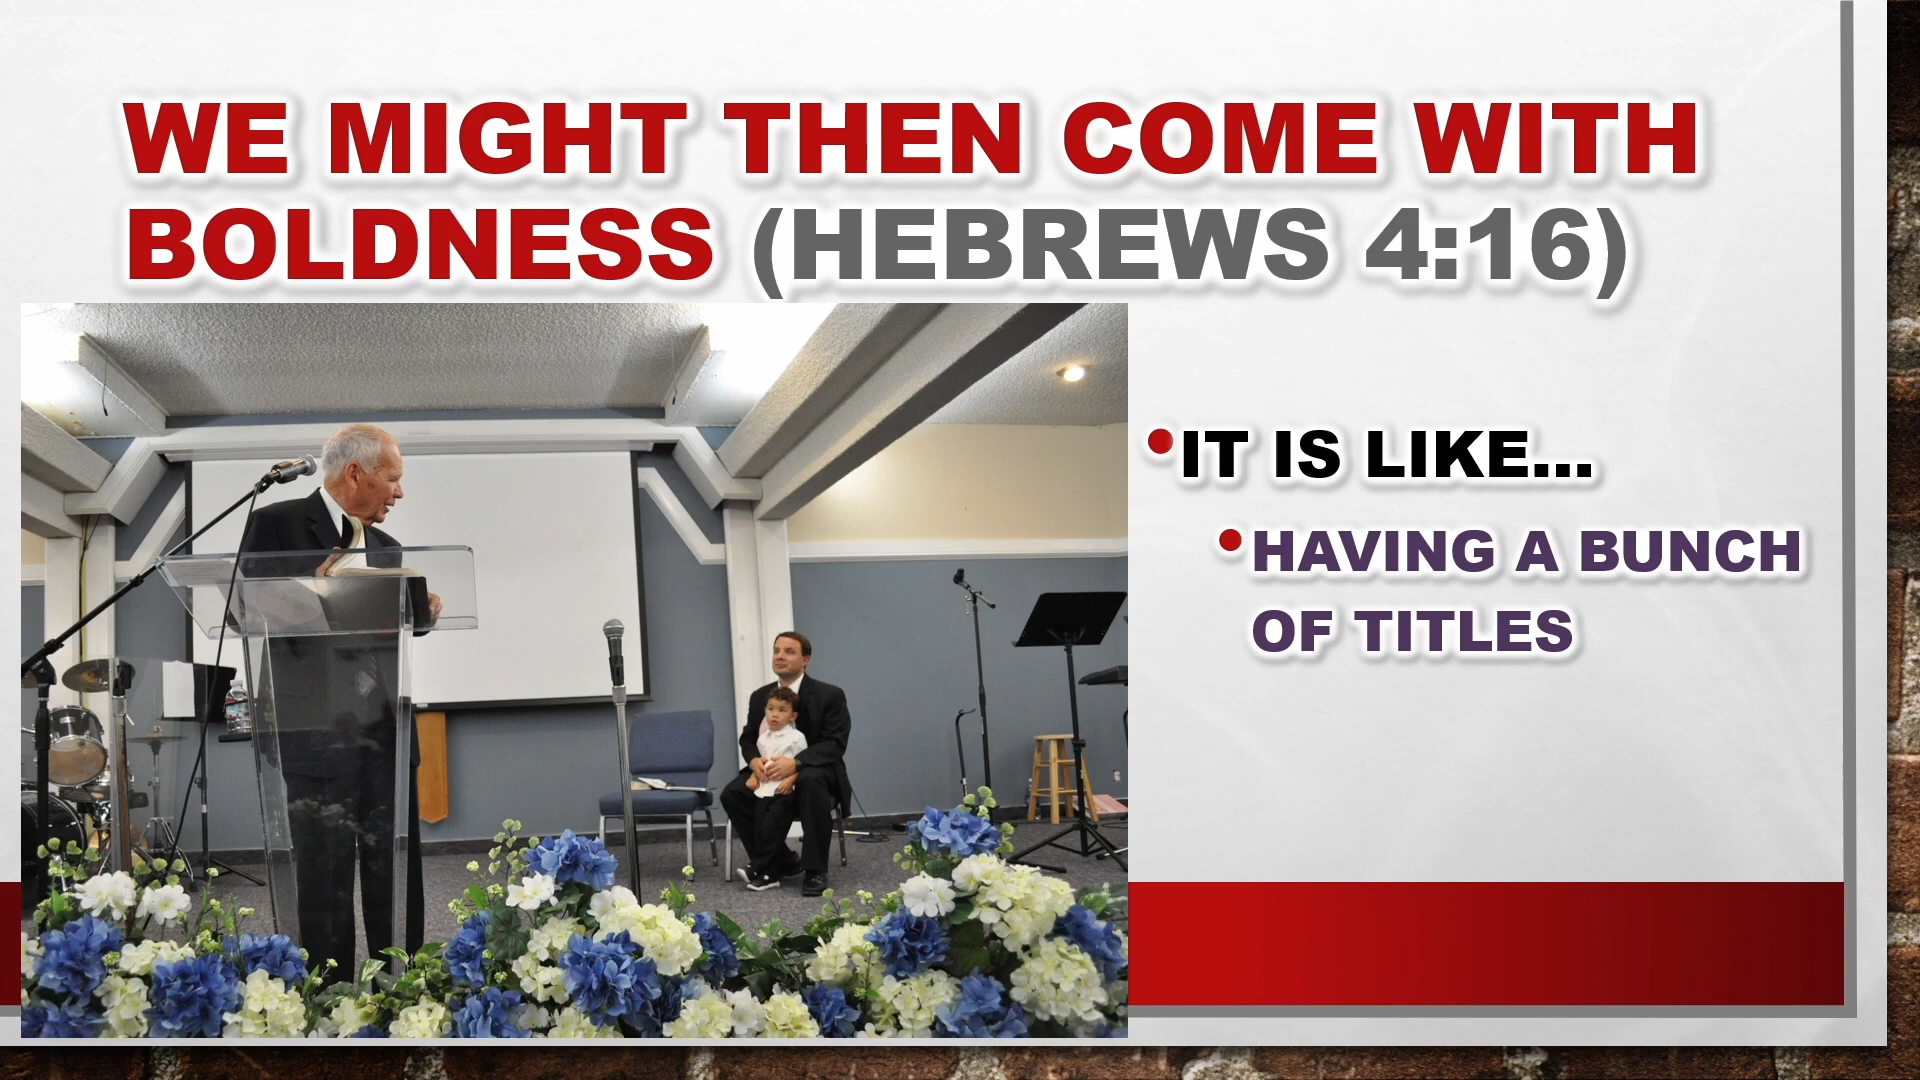 WE MIGHT THEN COME WITH
BOLDNESS (HEBREWS 4:16)
•IT IS LIKE...
•HAVING A BUNCH
OF TITLES